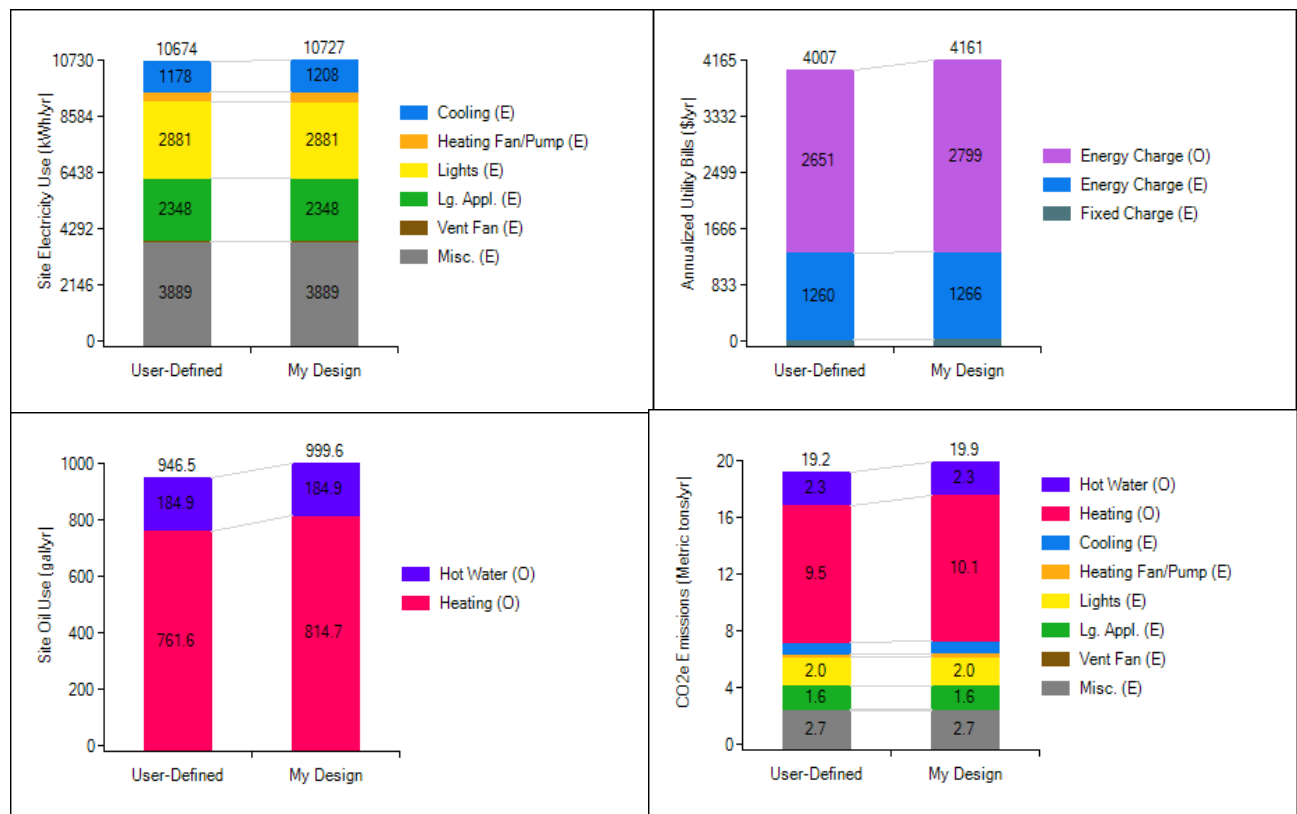 Site Electricity Use [kWh/yr]
10730
8584
6438
4292
2146
0
10674
10727
1178
1208
2881
2881
2348
2348
3889
3889
User-Defined
My Design
Cooling (E)
Heating Fan/Pump (E)
Lights (E)
Lg. Appl. (E)
Vent Fan (E)
Misc. (E)
Annualized Utility Bills [$/yr]
4165
3332
2499
1666
833
0
4007
4161
2651
2799
1260
1266
User-Defined
My Design
Energy Charge (O)
Energy Charge (E)
Fixed Charge (E)
Site Oil Use [gal/yr]
1000
800
600
400
200
0
946.5
999.6
184.9
184.9
761.6
814.7
User-Defined
My Design
Hot Water (O)
Heating (O)
CO2e Emissions [Metric tons/yr]
20
16
12
8
4
0
19.2
19.9
2.3
2.3
9.5
10.1
2.0
2.0
1.6
1.6
2.7
2.7
User-Defined
My Design
Hot Water (O)
Heating (O)
Cooling (E)
Heating Fan/Pump (E)
Lights (E)
Lg. Appl. (E)
Vent Fan (E)
Misc. (E)